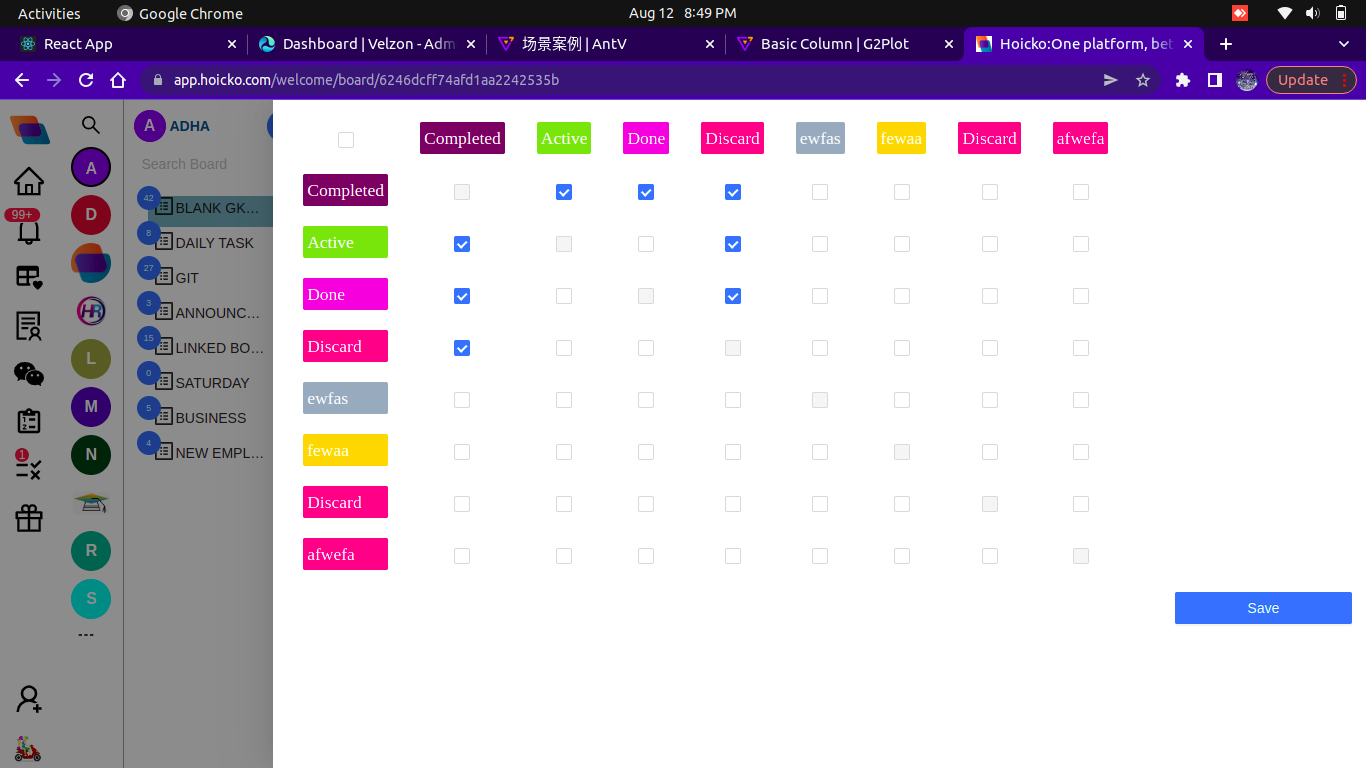 Activities
Google Chrome
Aug 12 8:49 PM
React App
Dashboard | Velzon - Adm
场景案例 | AntV
Basic Column | G2Plot
Hoicko:One platform, bet
app.hoicko.com/welcome/board/6246dcff74afd1aa2242535b
Update
A ADHA
Search Board
Completed Active Done Discard ewfas fewaa Discard afwefa
Completed
Active
Done
Discard
ewfas
fewaa
Discard
afwefa
Save
99+
1
A
D
HR
L
M
N
R
S
42 BLANK GK...
8 DAILY TASK
27 GIT
3 ANNOUNC...
15 LINKED BO...
0 SATURDAY
5 BUSINESS
4 NEW EMPL...